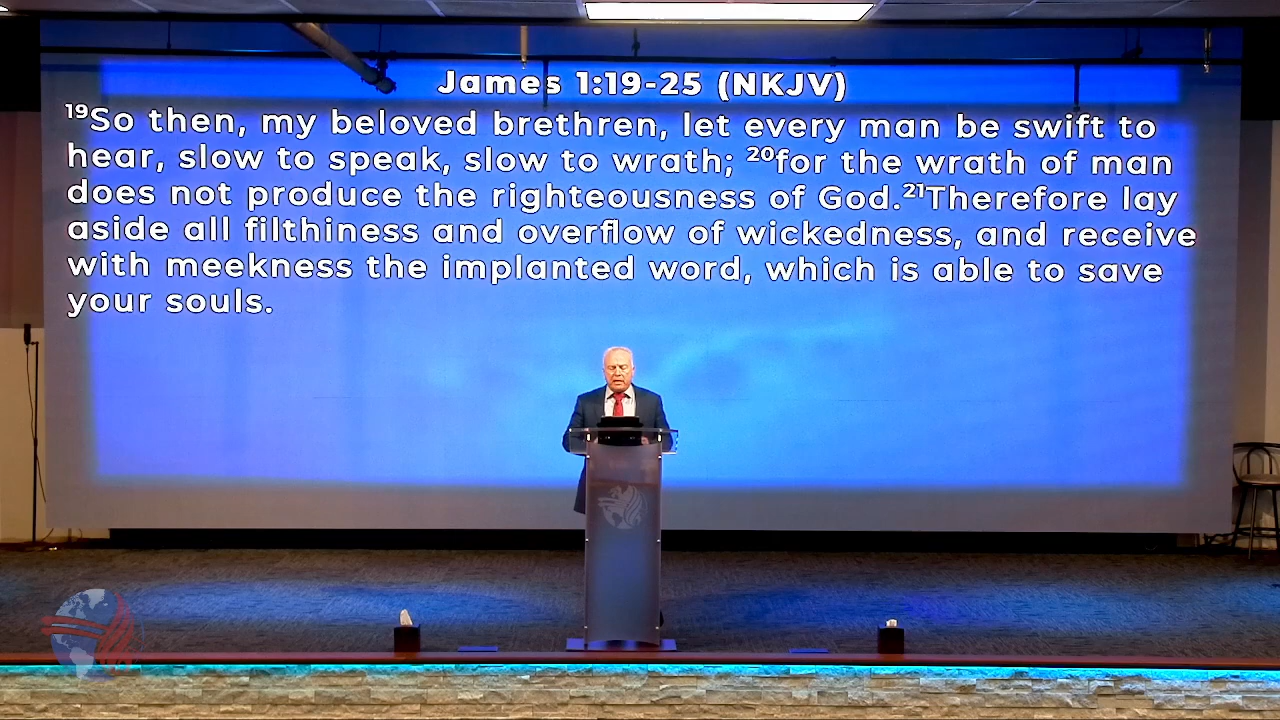 James 1:19-25 (NKJV)
¹⁹So then, my beloved brethren, let every man be swift to
hear, slow to speak, slow to wrath; ²⁰for the wrath of man
does not produce the righteousness of God.²¹Therefore lay
aside all filthiness and overflow of wickedness, and receive
with meekness the implanted word, which is able to save
your souls.